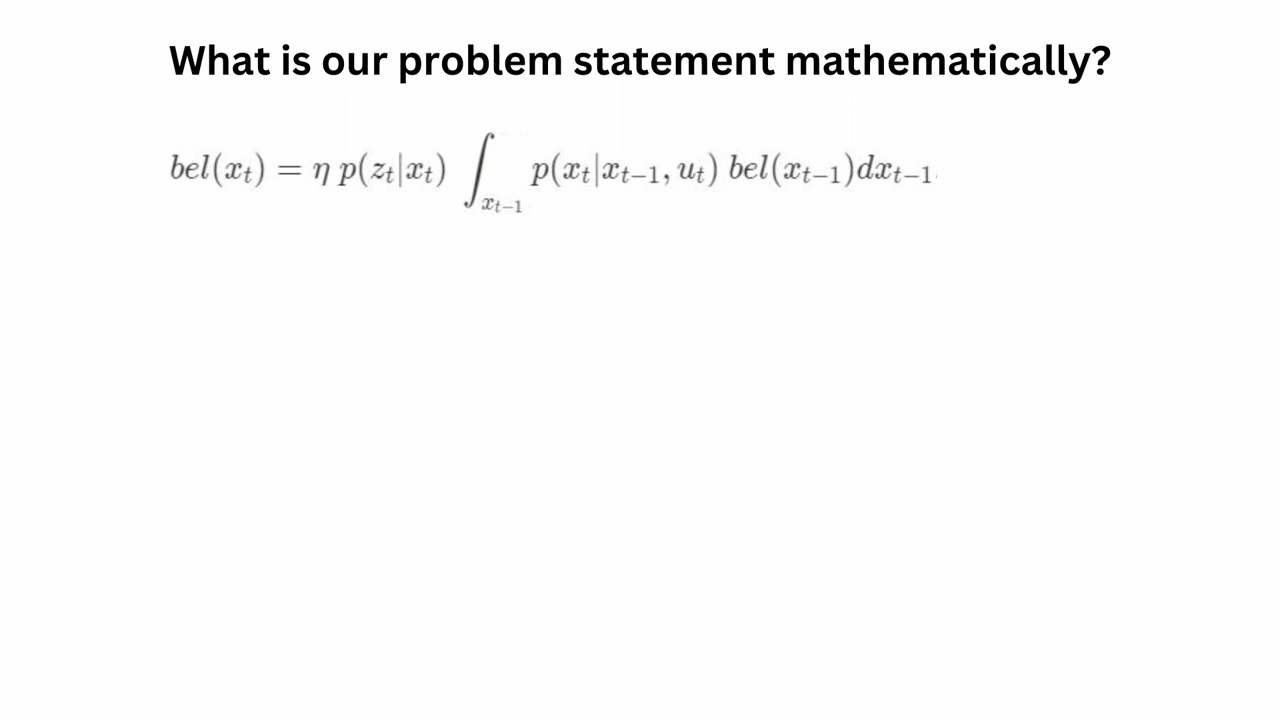 What is our problem statement mathematically?
bel(x_t) = η p(z_t|x_t) ∫_{x_{t−1}} p(x_t|x_{t−1}, u_t) bel(x_{t−1})dx_{t−1}